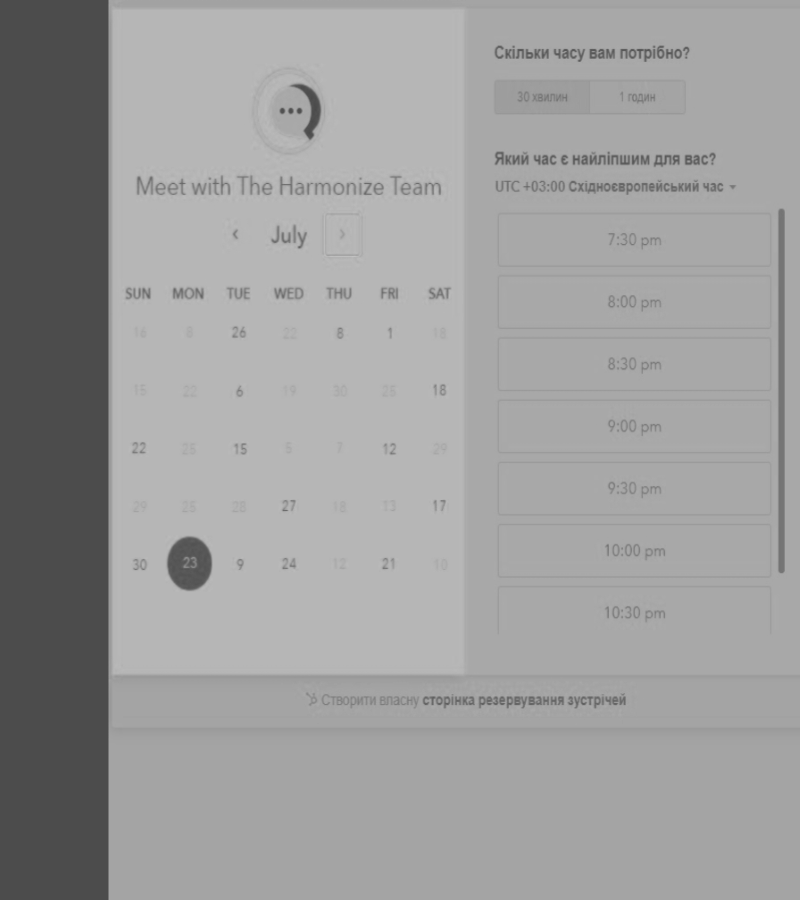 Meet with The Harmonize Team
July
SUN MON TUE WED THU FRI SAT
16 8 26 22 8 1 18
15 22 6 19 30 25 18
22 25 15 5 7 12 29
29 25 28 27 18 13 17
30 23 9 24 12 21 10
Скільки часу вам потрібно?
30 хвилин 1 годин
Який час є найліпшим для вас?
UTC +03:00 Східноєвропейський час
7:30 pm
8:00 pm
8:30 pm
9:00 pm
9:30 pm
10:00 pm
10:30 pm
Створити власну сторінка резервування зустрічей